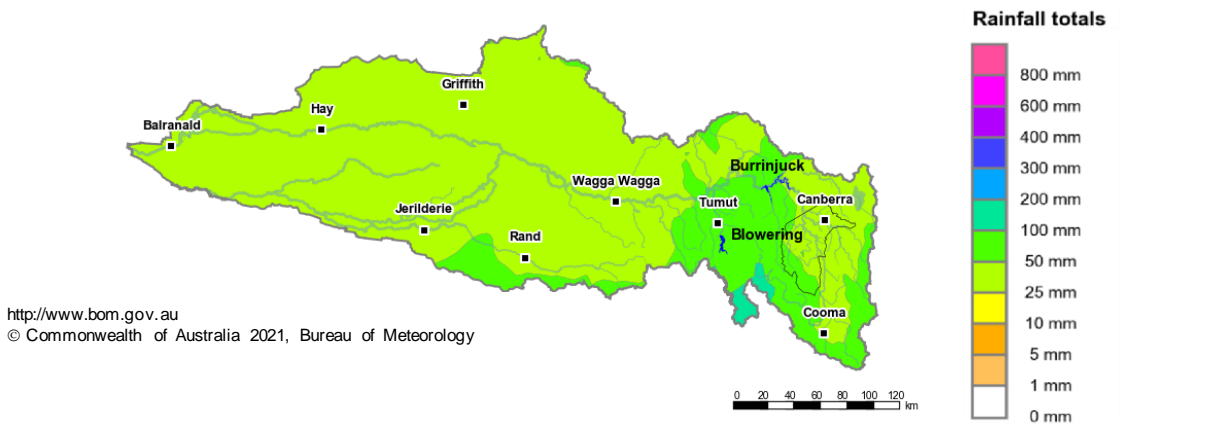 Rainfall totals
800 mm
600 mm
400 mm
300 mm
200 mm
100 mm
50 mm
25 mm
10 mm
5 mm
1 mm
0 mm
Griffith
Hay
Balranald
Burrinjuck
Wagga Wagga
Tumut
Canberra
Jerilderie
Rand
Blowering
Cooma
http://www.bom.gov.au
© Commonwealth of Australia 2021, Bureau of Meteorology
0 20 40 60 80 100 120
km